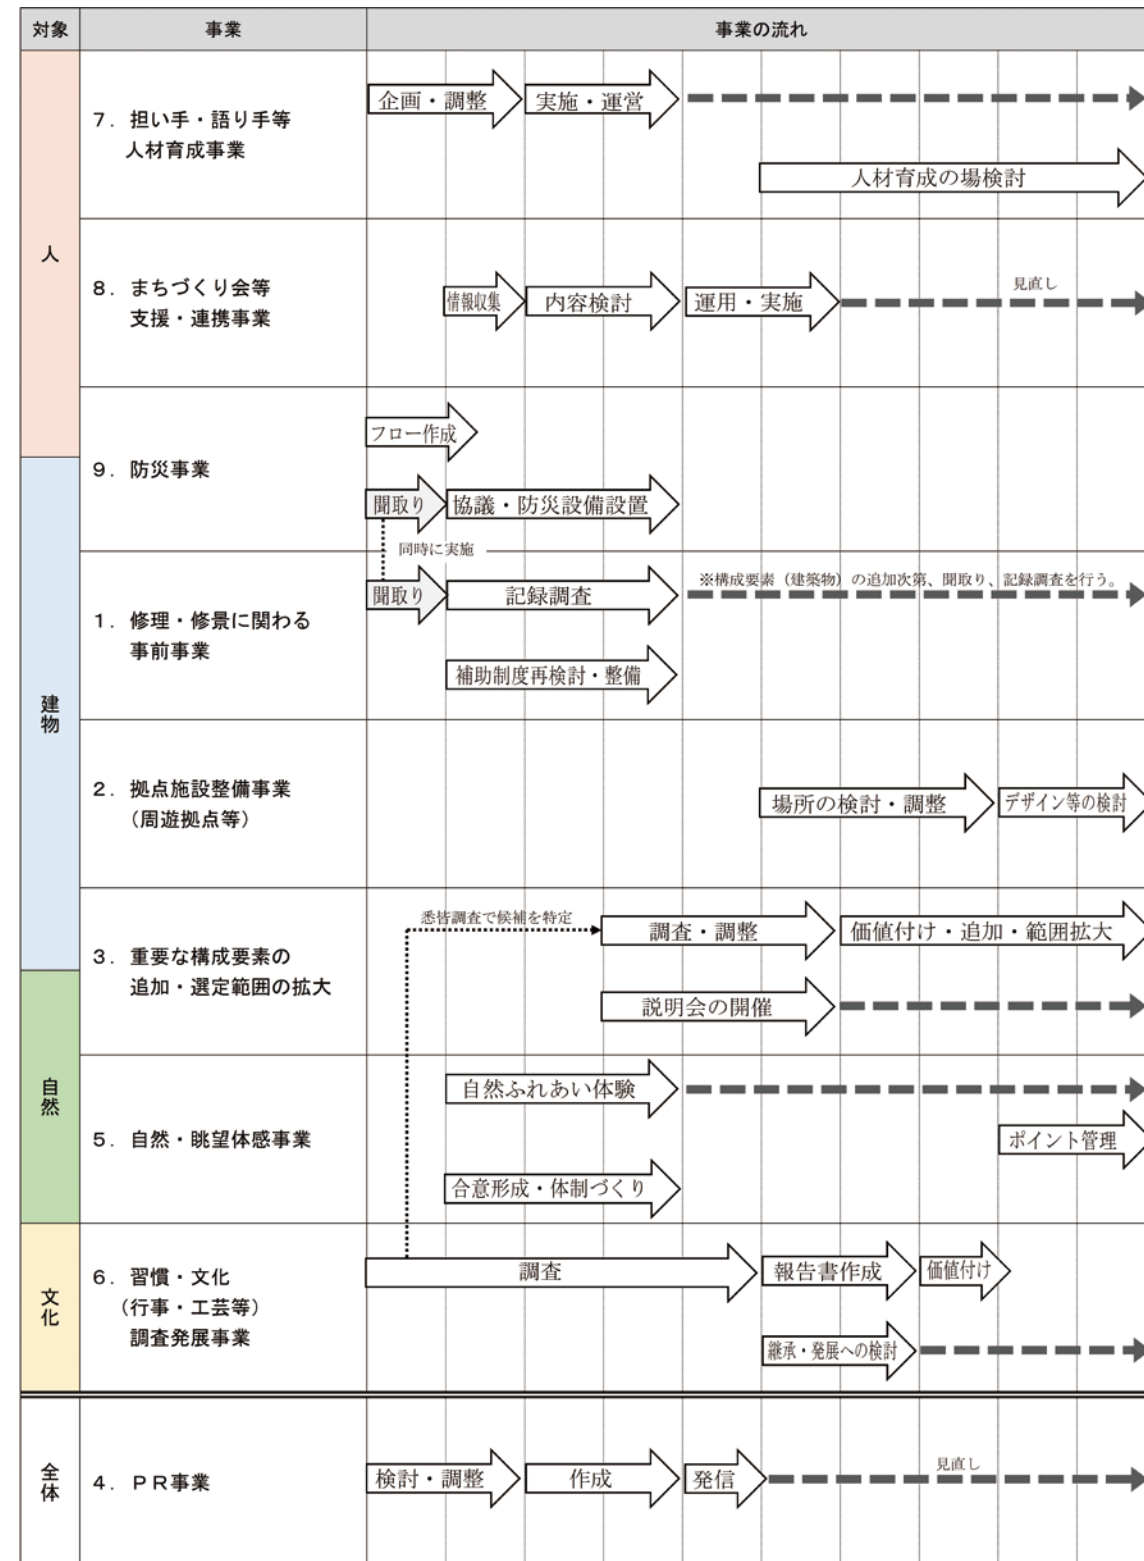 対象 事業 事業の流れ
人
7．担い手・語り手等
人材育成事業
企画・調整 実施・運営
人材育成の場検討
8．まちづくり会等
支援・連携事業
情報収集 内容検討 運用・実施 見直し
9．防災事業
フロー作成
聞取り 協議・防災設備設置
同時に実施
建物
1．修理・修景に関わる
事前事業
聞取り 記録調査 ※構成要素（建築物）の追加次第、聞取り、記録調査を行う。
補助制度再検討・整備
2．拠点施設整備事業
（周遊拠点等）
場所の検討・調整 デザイン等の検討
3．重要な構成要素の
追加・選定範囲の拡大
悉皆調査で候補を特定 調査・調整 価値付け・追加・範囲拡大
説明会の開催
自然
5．自然・眺望体感事業
自然ふれあい体験
ポイント管理
合意形成・体制づくり
文化
6．習慣・文化
（行事・工芸等）
調査発展事業
調査 報告書作成 価値付け
継承・発展への検討
全体
4．PR事業
検討・調整 作成 発信 見直し